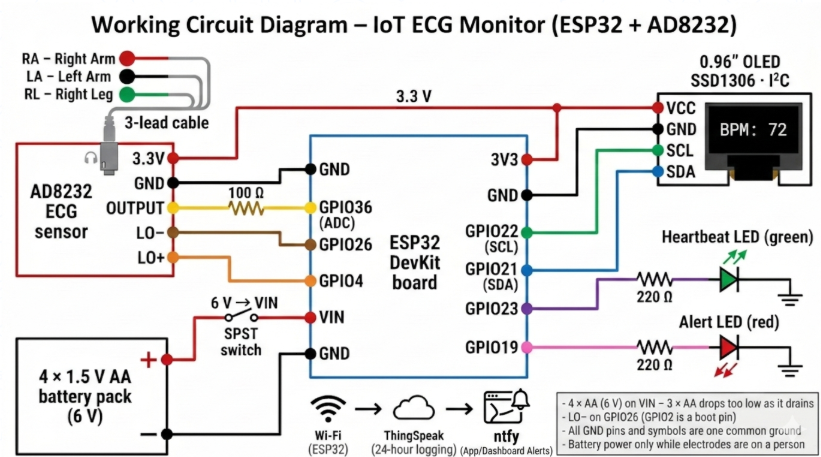 Working Circuit Diagram – IoT ECG Monitor (ESP32 + AD8232)
RA – Right Arm
LA – Left Arm
RL – Right Leg
3-lead cable
0.96” OLED
SSD1306 · I²C
3.3 V
VCC
GND
SCL
SDA
BPM: 72
AD8232
ECG
sensor
3.3V
GND
OUTPUT
LO−
LO+
100 Ω
GND
GPIO36
(ADC)
GPIO26
GPIO4
VIN
GND
ESP32
DevKit
board
3V3
GND
GPIO22
(SCL)
GPIO21
(SDA)
GPIO23
GPIO19
Heartbeat LED (green)
220 Ω
Alert LED (red)
220 Ω
6 V → VIN
SPST
switch
4 × 1.5 V AA
battery pack
(6 V)
+
−
Wi-Fi
(ESP32)
ThingSpeak
(24-hour logging)
ntfy
(App/Dashboard Alerts)
- 4 × AA (6 V) on VIN – 3 × AA drops too low as it drains
- LO− on GPIO26 (GPIO2 is a boot pin)
- All GND pins and symbols are one common ground
- Battery power only while electrodes are on a person